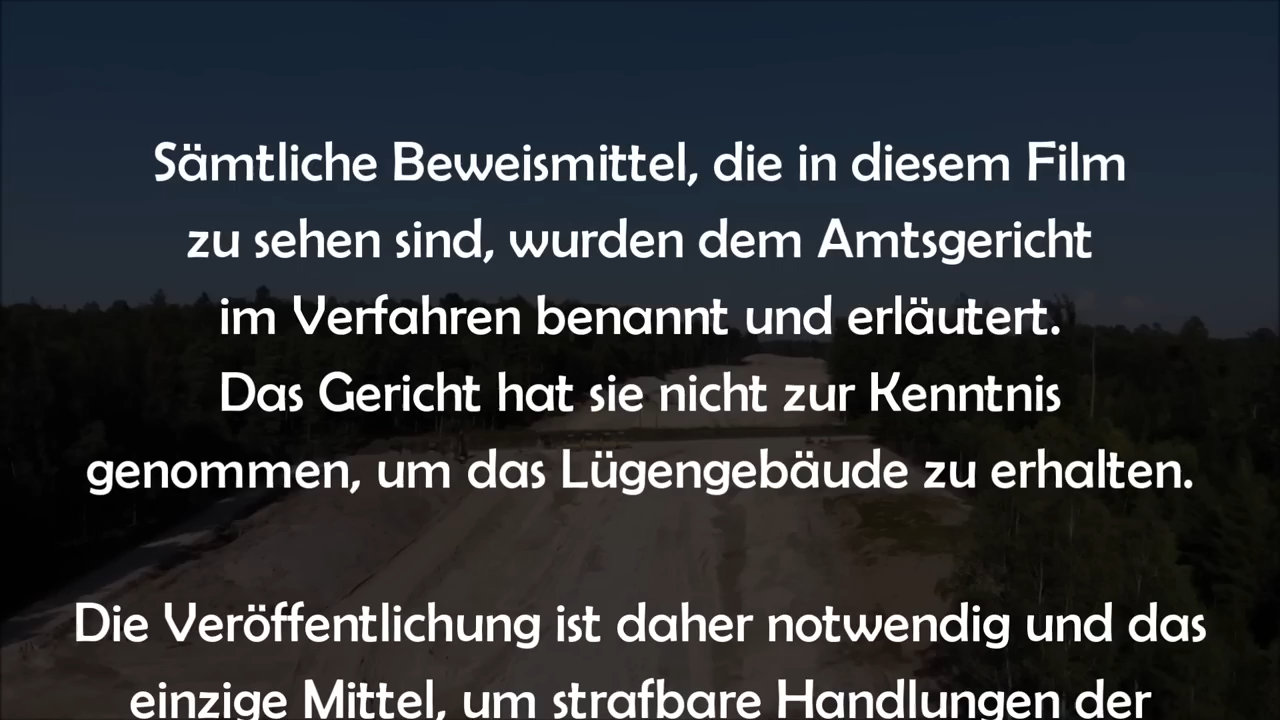 Sämtliche Beweismittel, die in diesem Film
zu sehen sind, wurden dem Amtsgericht
im Verfahren benannt und erläutert.
Das Gericht hat sie nicht zur Kenntnis
genommen, um das Lügengebäude zu erhalten.
Die Veröffentlichung ist daher notwendig und das
einzige Mittel, um strafbare Handlungen der